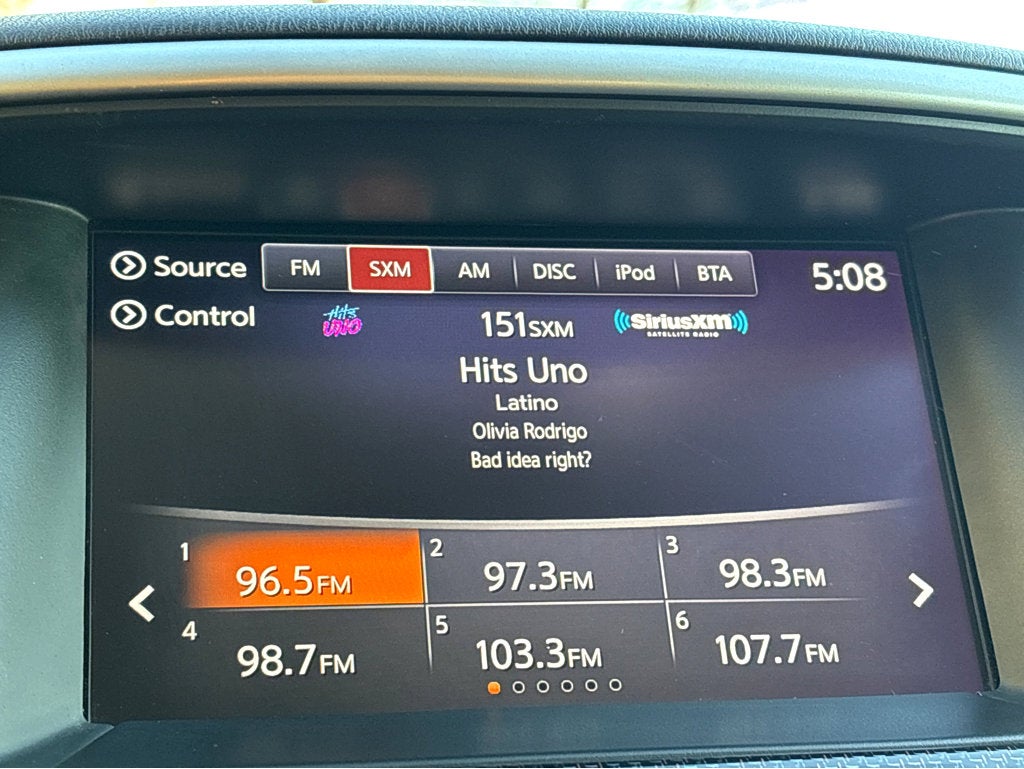 Source FM SXM AM DISC iPod BTA 5:08
Control Hits UNO 151SXM SiriusXM
SATELLITE RADIO
Hits Uno
Latino
Olivia Rodrigo
Bad idea right?
1 96.5FM 2 97.3FM 3 98.3FM
4 98.7FM 5 103.3FM 6 107.7FM